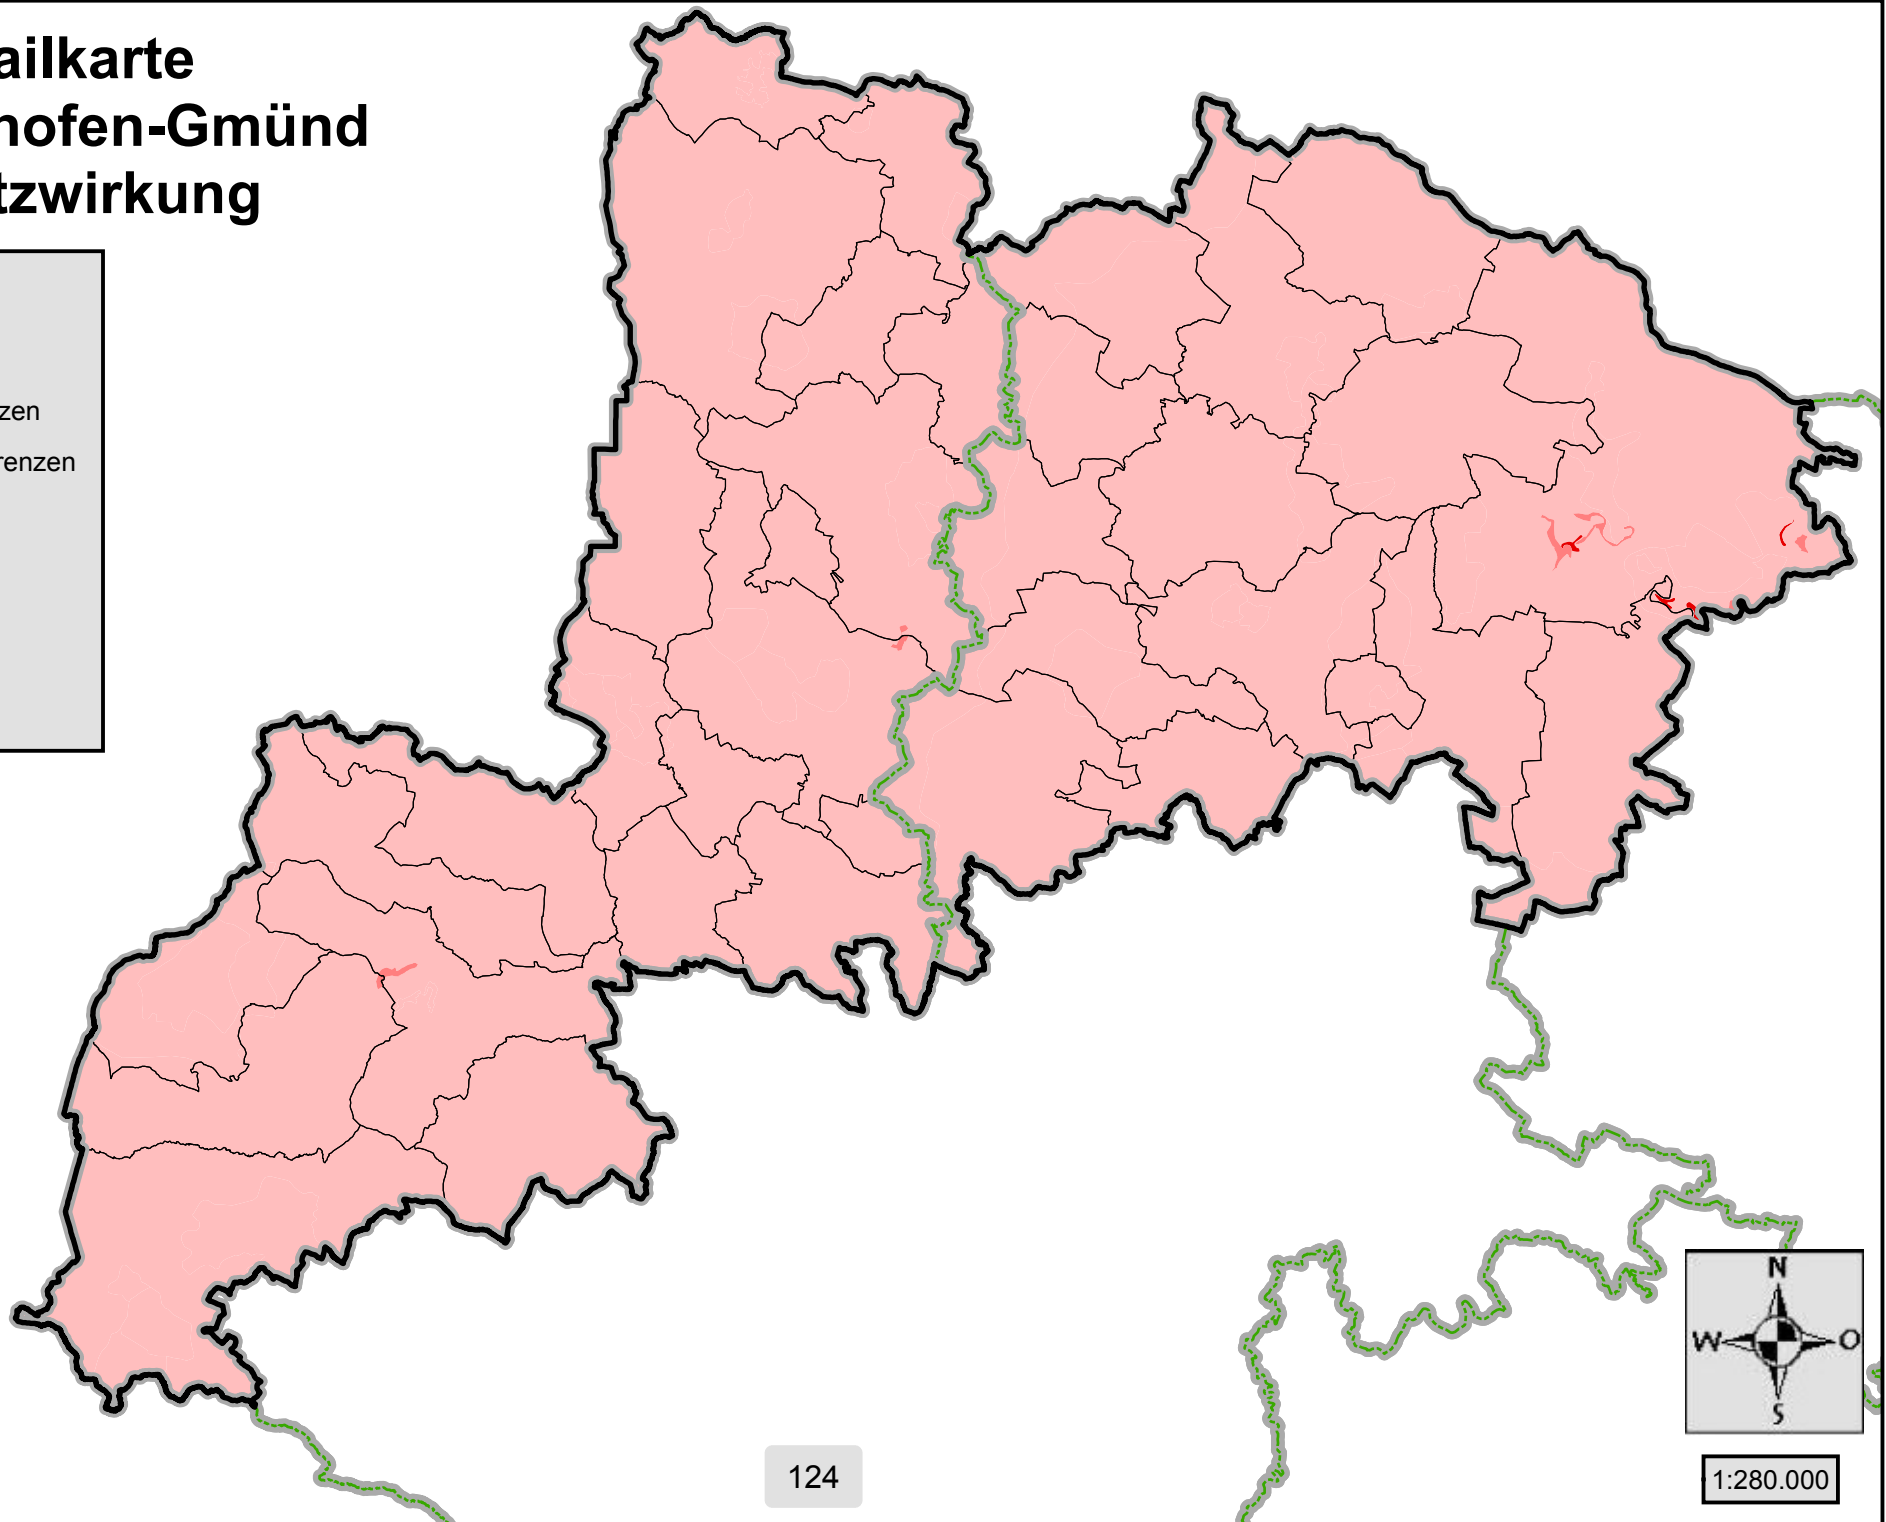 ailkarte
hofen-Gmünd
tzwirkung
zen
renzen
N
W O
S
124
1:280.000